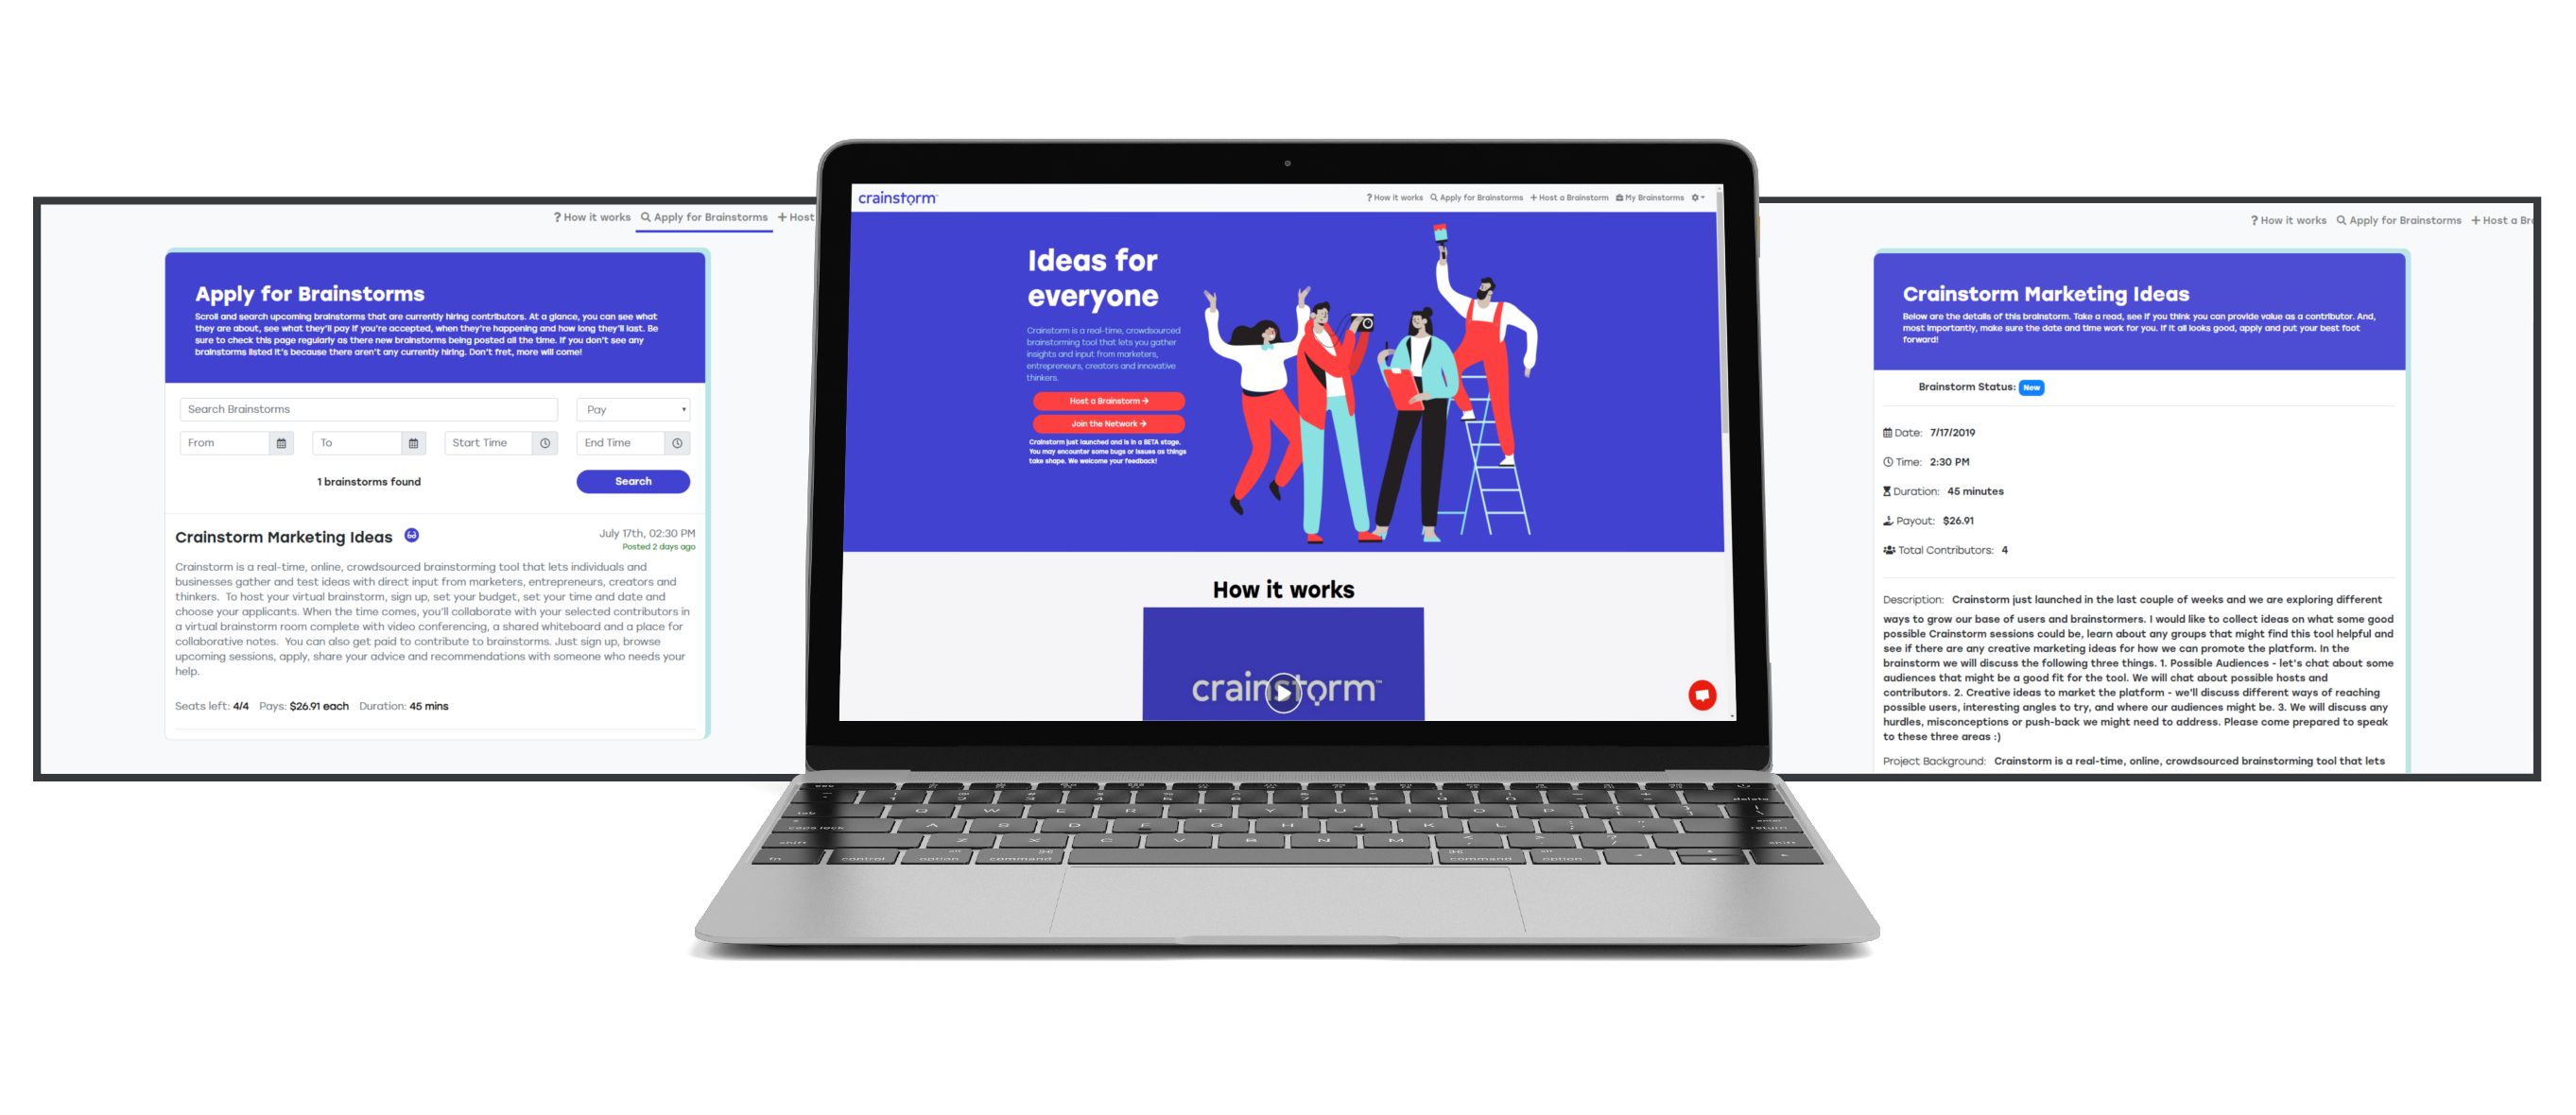 How it works
Apply for Brainstorms
Host
Apply for Brainstorms
Scroll and search upcoming brainstorms that are currently hiring contributors. At a glance, you can see what
they are about, see what they'll pay if you're accepted, when they're happening and how long they'll last. Be
sure to check this page regularly as there new brainstorms being posted all the time. If you don't see any
brainstorms listed it's because there aren't any currently hiring. Don't fret, more will come!
Search Brainstorms
Pay
From
To
Start Time
End Time
1 brainstorms found
Search
Crainstorm Marketing Ideas
July 17th, 02:30 PM
Posted 2 days ago
Crainstorm is a real-time, online, crowdsourced brainstorming tool that lets individuals and
businesses gather and test ideas with direct input from marketers, entrepreneurs, creators and
thinkers. To host your virtual brainstorm, sign up, set your budget, set your time and date and
choose your applicants. When the time comes, you'll collaborate with your selected contributors in
a virtual brainstorm room complete with video conferencing, a shared whiteboard and a place for
collaborative notes. You can also get paid to contribute to brainstorms. Just sign up, browse
upcoming sessions, apply, share your advice and recommendations with someone who needs your
help.
Seats left: 4/4 Pays: $26.91 each Duration: 45 mins
crainstorm™
How it works
Apply for Brainstorms
Host a Brainstorm
My Brainstorms
Ideas for
everyone
Crainstorm is a real-time, crowdsourced
brainstorming tool that lets you gather
insights and input from marketers,
entrepreneurs, creators and innovative
thinkers.
Host a Brainstorm →
Join the Network →
Crainstorm just launched and is in a BETA stage.
You may encounter some bugs or issues as things
take shape. We welcome your feedback!
How it works
crainstorm™
How it works
Apply for Brainstorms
Host a Br
Crainstorm Marketing Ideas
Below are the details of this brainstorm. Take a read, see if you think you can provide value as a contributor. And,
most importantly, make sure the date and time work for you. If it all looks good, apply and put your best foot
forward!
Brainstorm Status: New
Date: 7/17/2019
Time: 2:30 PM
Duration: 45 minutes
Payout: $26.91
Total Contributors: 4
Description: Crainstorm just launched in the last couple of weeks and we are exploring different
ways to grow our base of users and brainstormers. I would like to collect ideas on what some good
possible Crainstorm sessions could be, learn about any groups that might find this tool helpful and
see if there are any creative marketing ideas for how we can promote the platform. In the
brainstorm we will discuss the following three things. 1. Possible Audiences - let's chat about some
audiences that might be a good fit for the tool. We will chat about possible hosts and
contributors. 2. Creative ideas to market the platform - we'll discuss different ways of reaching
possible users, interesting angles to try, and where our audiences might be. 3. We will discuss any
hurdles, misconceptions or push-back we might need to address. Please come prepared to speak
to these three areas :)
Project Background: Crainstorm is a real-time, online, crowdsourced brainstorming tool that lets
delete
tab Q W E R T Y U I O P
caps lock A S D F G H J K L return
shift Z X C V B N M shift
fn control option command command option